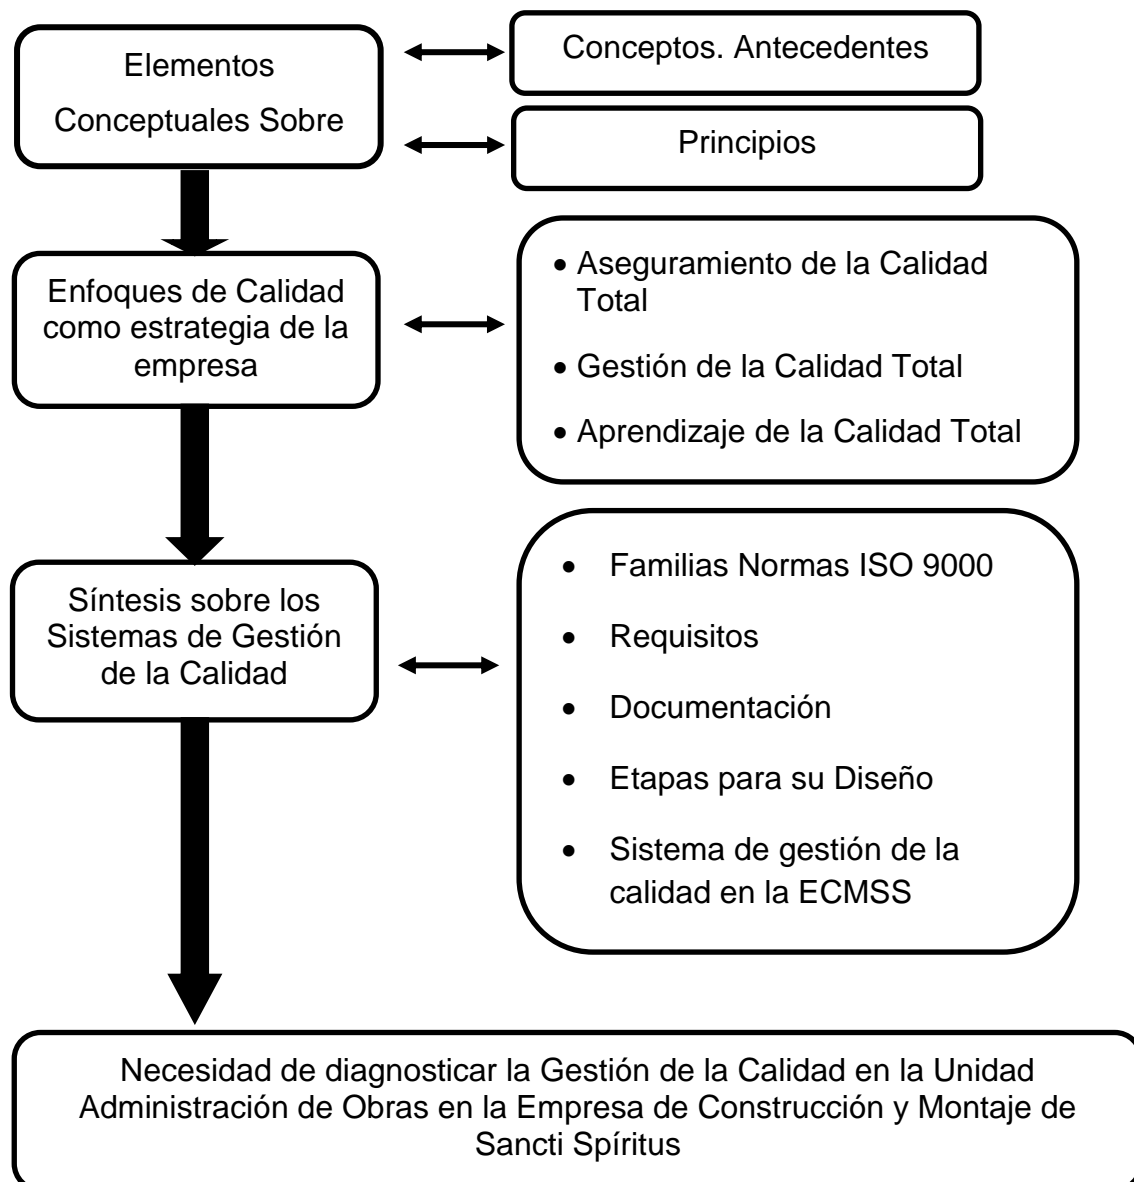 Elementos
Conceptuales Sobre
Conceptos. Antecedentes
Principios
Enfoques de Calidad
como estrategia de la
empresa
• Aseguramiento de la Calidad
Total
• Gestión de la Calidad Total
• Aprendizaje de la Calidad Total
Síntesis sobre los
Sistemas de Gestión
de la Calidad
• Familias Normas ISO 9000
• Requisitos
• Documentación
• Etapas para su Diseño
• Sistema de gestión de la
calidad en la ECMSS
Necesidad de diagnosticar la Gestión de la Calidad en la Unidad
Administración de Obras en la Empresa de Construcción y Montaje de
Sancti Spíritus